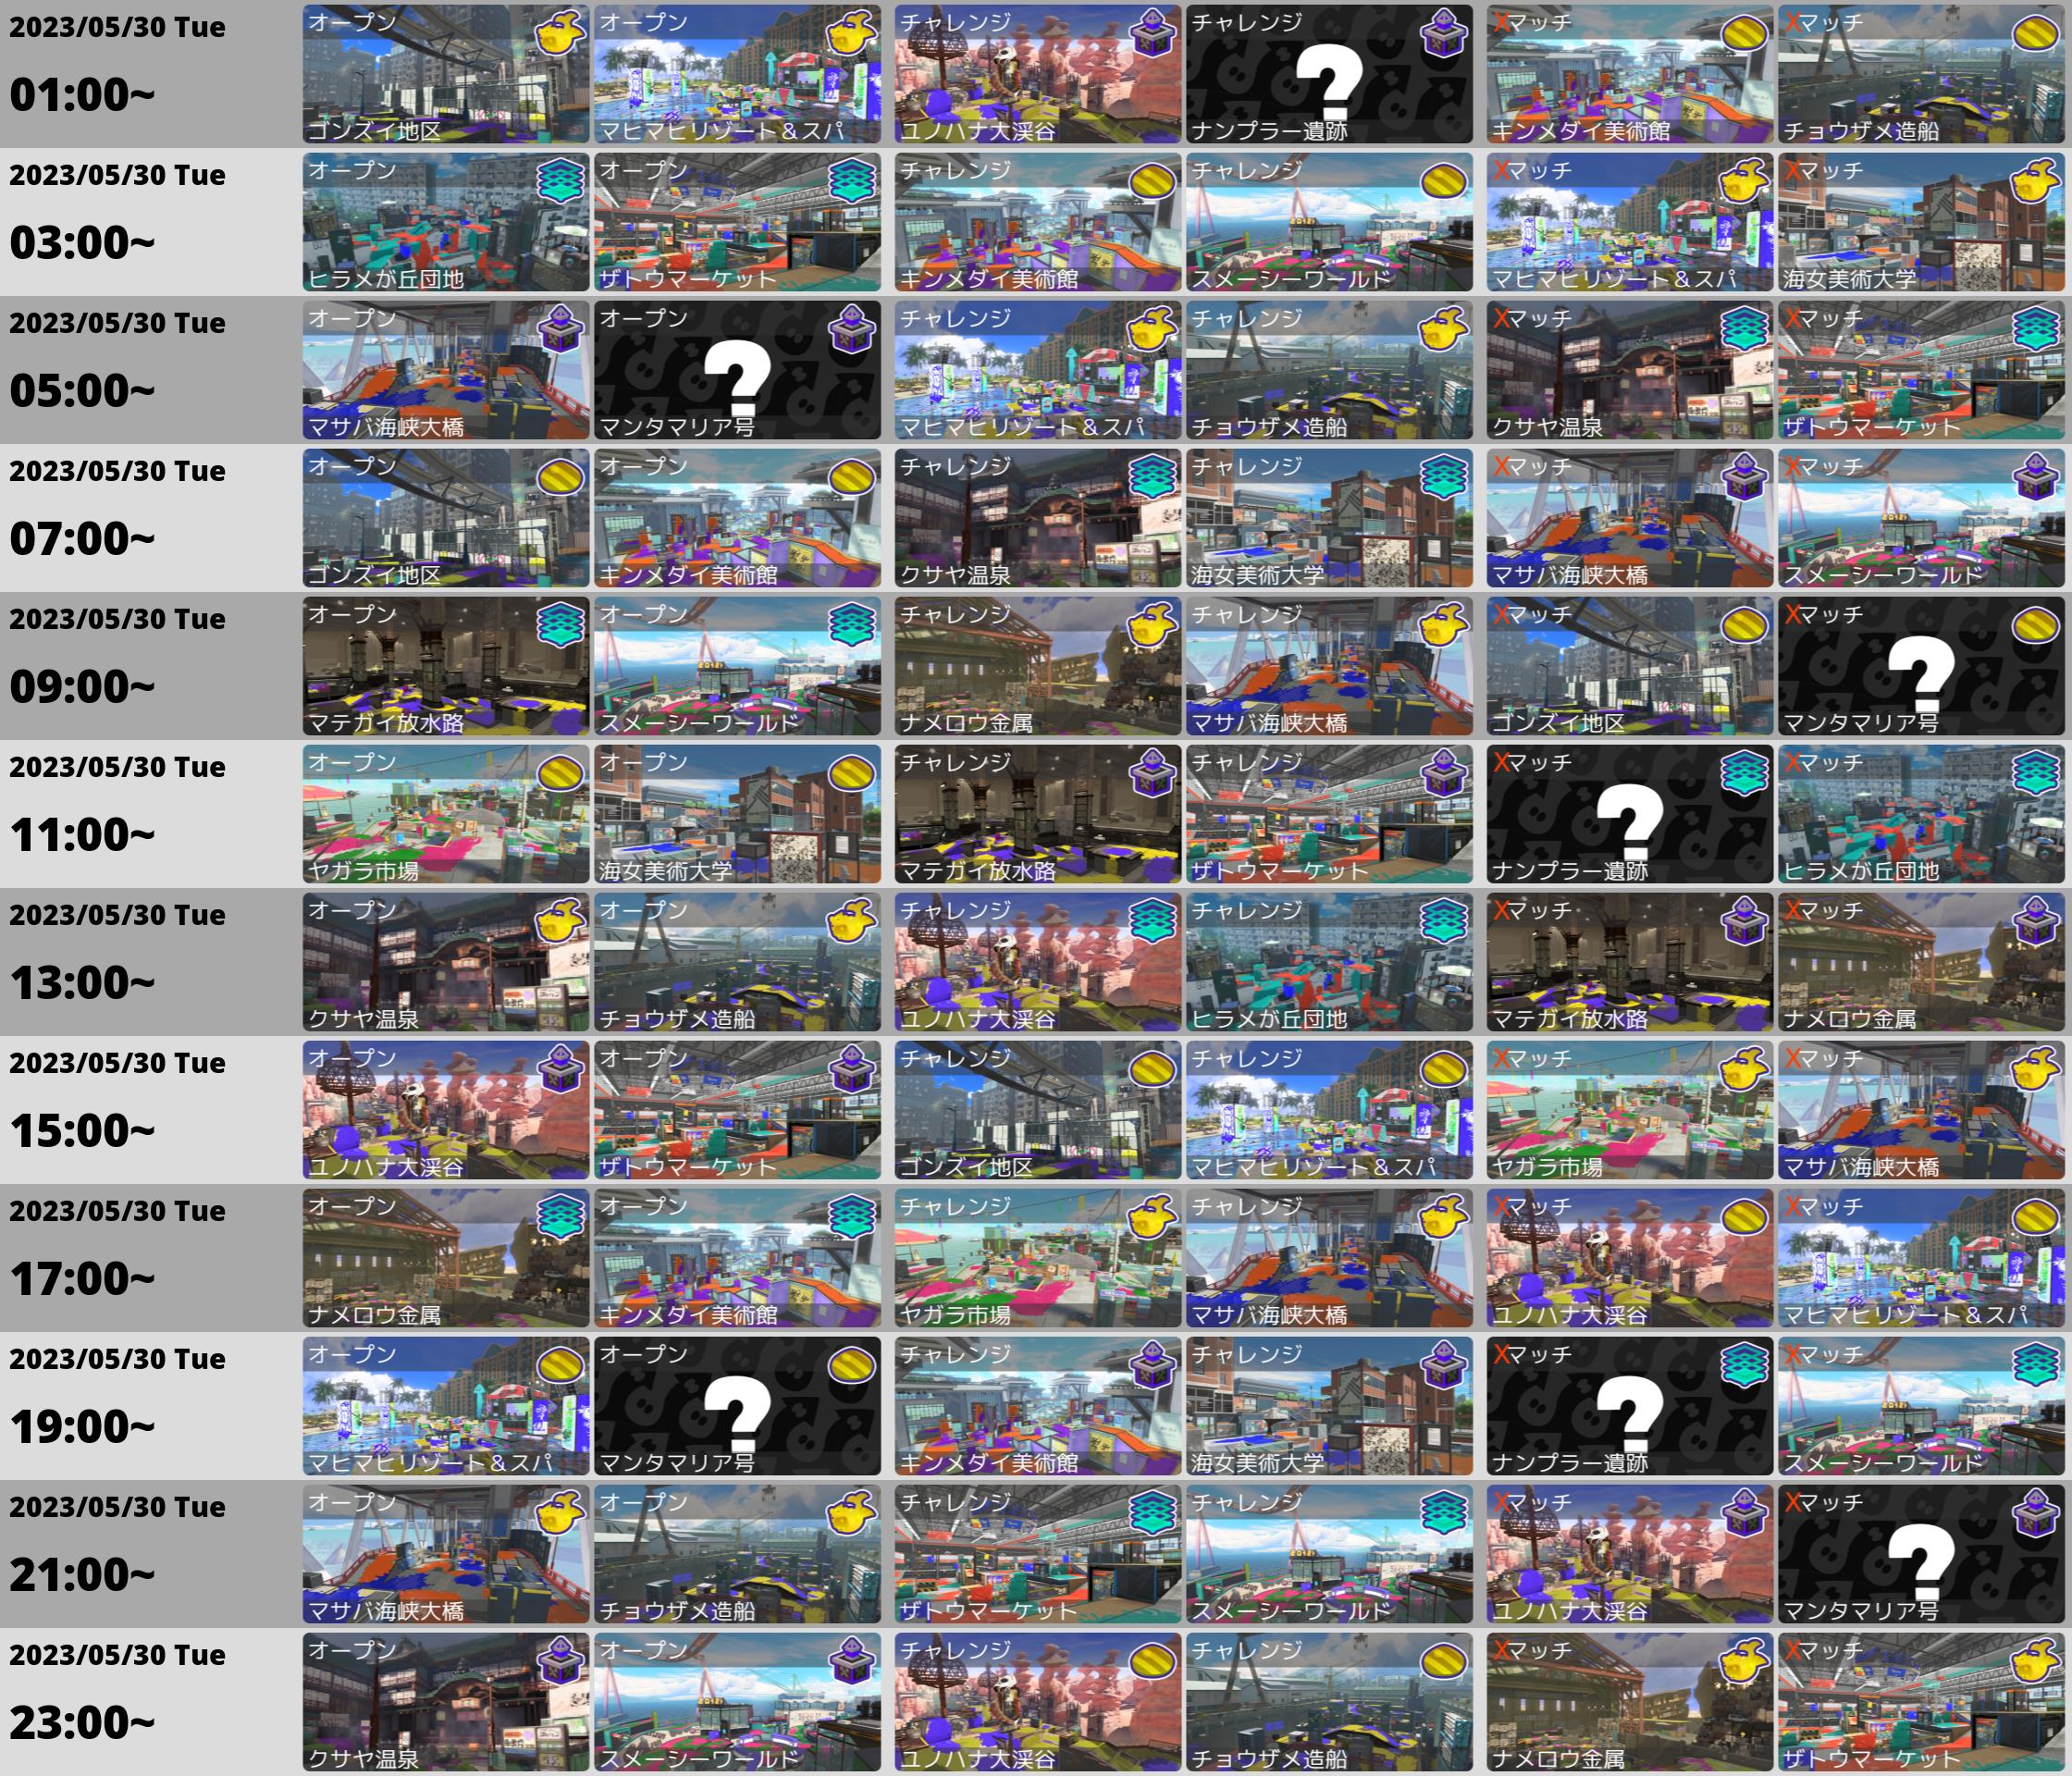 2023/05/30 Tue
01:00~
オープン オープン チャレンジ チャレンジ Xマッチ Xマッチ
ゴンズイ地区 マヒマヒリゾート＆スパ ユノハナ大渓谷 ナンプラー遺跡 キンメダイ美術館 チョウザメ造船
2023/05/30 Tue
03:00~
オープン オープン チャレンジ チャレンジ Xマッチ Xマッチ
ヒラメが丘団地 ザトウマーケット キンメダイ美術館 スメーシーワールド マヒマヒリゾート＆スパ 海女美術大学
2023/05/30 Tue
05:00~
オープン オープン チャレンジ チャレンジ Xマッチ Xマッチ
マサバ海峡大橋 マンタマリア号 マヒマヒリゾート＆スパ チョウザメ造船 クサヤ温泉 ザトウマーケット
2023/05/30 Tue
07:00~
オープン オープン チャレンジ チャレンジ Xマッチ Xマッチ
ゴンズイ地区 キンメダイ美術館 クサヤ温泉 海女美術大学 マサバ海峡大橋 スメーシーワールド
2023/05/30 Tue
09:00~
オープン オープン チャレンジ チャレンジ Xマッチ Xマッチ
マテガイ放水路 スメーシーワールド ナメロウ金属 マサバ海峡大橋 ゴンズイ地区 マンタマリア号
2023/05/30 Tue
11:00~
オープン オープン チャレンジ チャレンジ Xマッチ Xマッチ
ヤガラ市場 海女美術大学 マテガイ放水路 ザトウマーケット ナンプラー遺跡 ヒラメが丘団地
2023/05/30 Tue
13:00~
オープン オープン チャレンジ チャレンジ Xマッチ Xマッチ
クサヤ温泉 チョウザメ造船 ユノハナ大渓谷 ヒラメが丘団地 マテガイ放水路 ナメロウ金属
2023/05/30 Tue
15:00~
オープン オープン チャレンジ チャレンジ Xマッチ Xマッチ
ユノハナ大渓谷 ザトウマーケット ゴンズイ地区 マヒマヒリゾート＆スパ ヤガラ市場 マサバ海峡大橋
2023/05/30 Tue
17:00~
オープン オープン チャレンジ チャレンジ Xマッチ Xマッチ
ナメロウ金属 キンメダイ美術館 ヤガラ市場 マサバ海峡大橋 ユノハナ大渓谷 マヒマヒリゾート＆スパ
2023/05/30 Tue
19:00~
オープン オープン チャレンジ チャレンジ Xマッチ Xマッチ
マヒマヒリゾート＆スパ マンタマリア号 キンメダイ美術館 海女美術大学 ナンプラー遺跡 スメーシーワールド
2023/05/30 Tue
21:00~
オープン オープン チャレンジ チャレンジ Xマッチ Xマッチ
マサバ海峡大橋 チョウザメ造船 ザトウマーケット スメーシーワールド ユノハナ大渓谷 マンタマリア号
2023/05/30 Tue
23:00~
オープン オープン チャレンジ チャレンジ Xマッチ Xマッチ
クサヤ温泉 スメーシーワールド ユノハナ大渓谷 チョウザメ造船 ナメロウ金属 ザトウマーケット